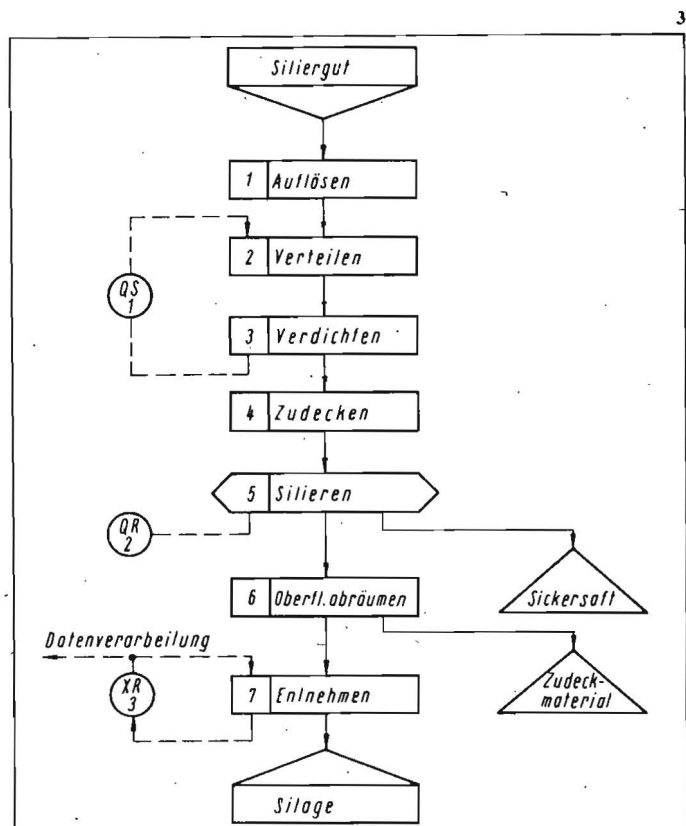 3
Siliergut
1 Auflösen
2 Verteilen
QS
1
3 Verdichten
4 Zudecken
5 Silieren
QR
2
6 Oberfl. abräumen
Sickersaft
Datenverarbeitung
XR
3
7 Entnehmen
Zudeck-
material
Silage